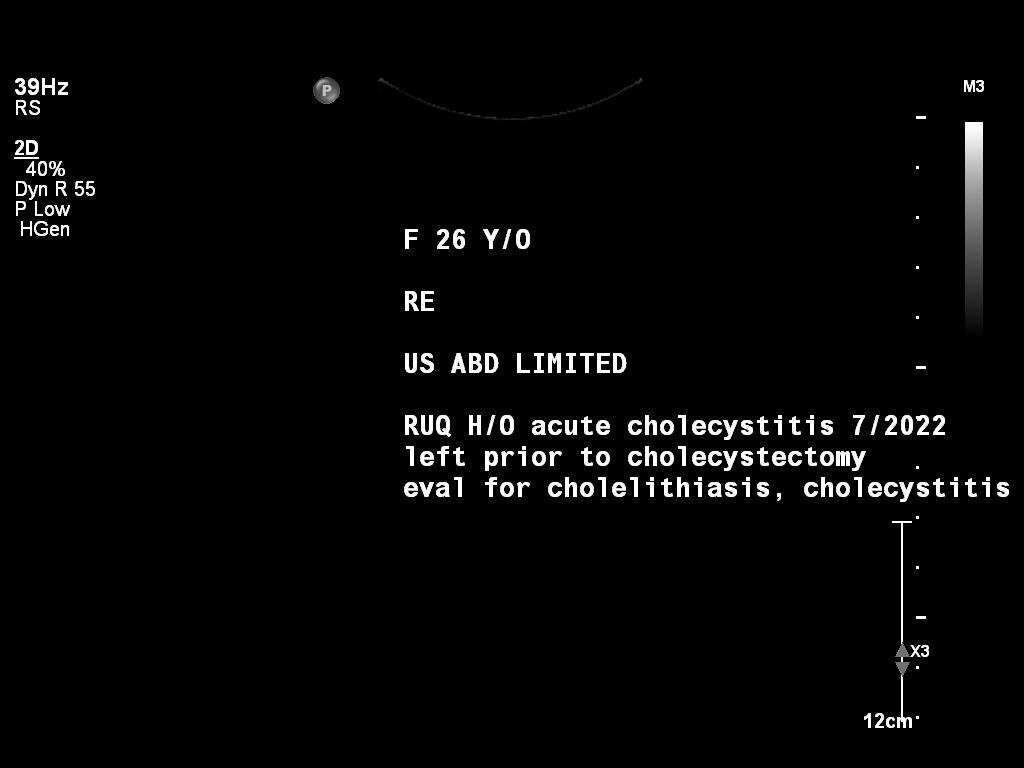 39Hz
RS
P
M3
2D
40%
Dyn R 55
P Low
HGen
F 26 Y/O
RE
US ABD LIMITED
RUQ H/O acute cholecystitis 7/2022
left prior to cholecystectomy
eval for cholelithiasis, cholecystitis
X3
12cm